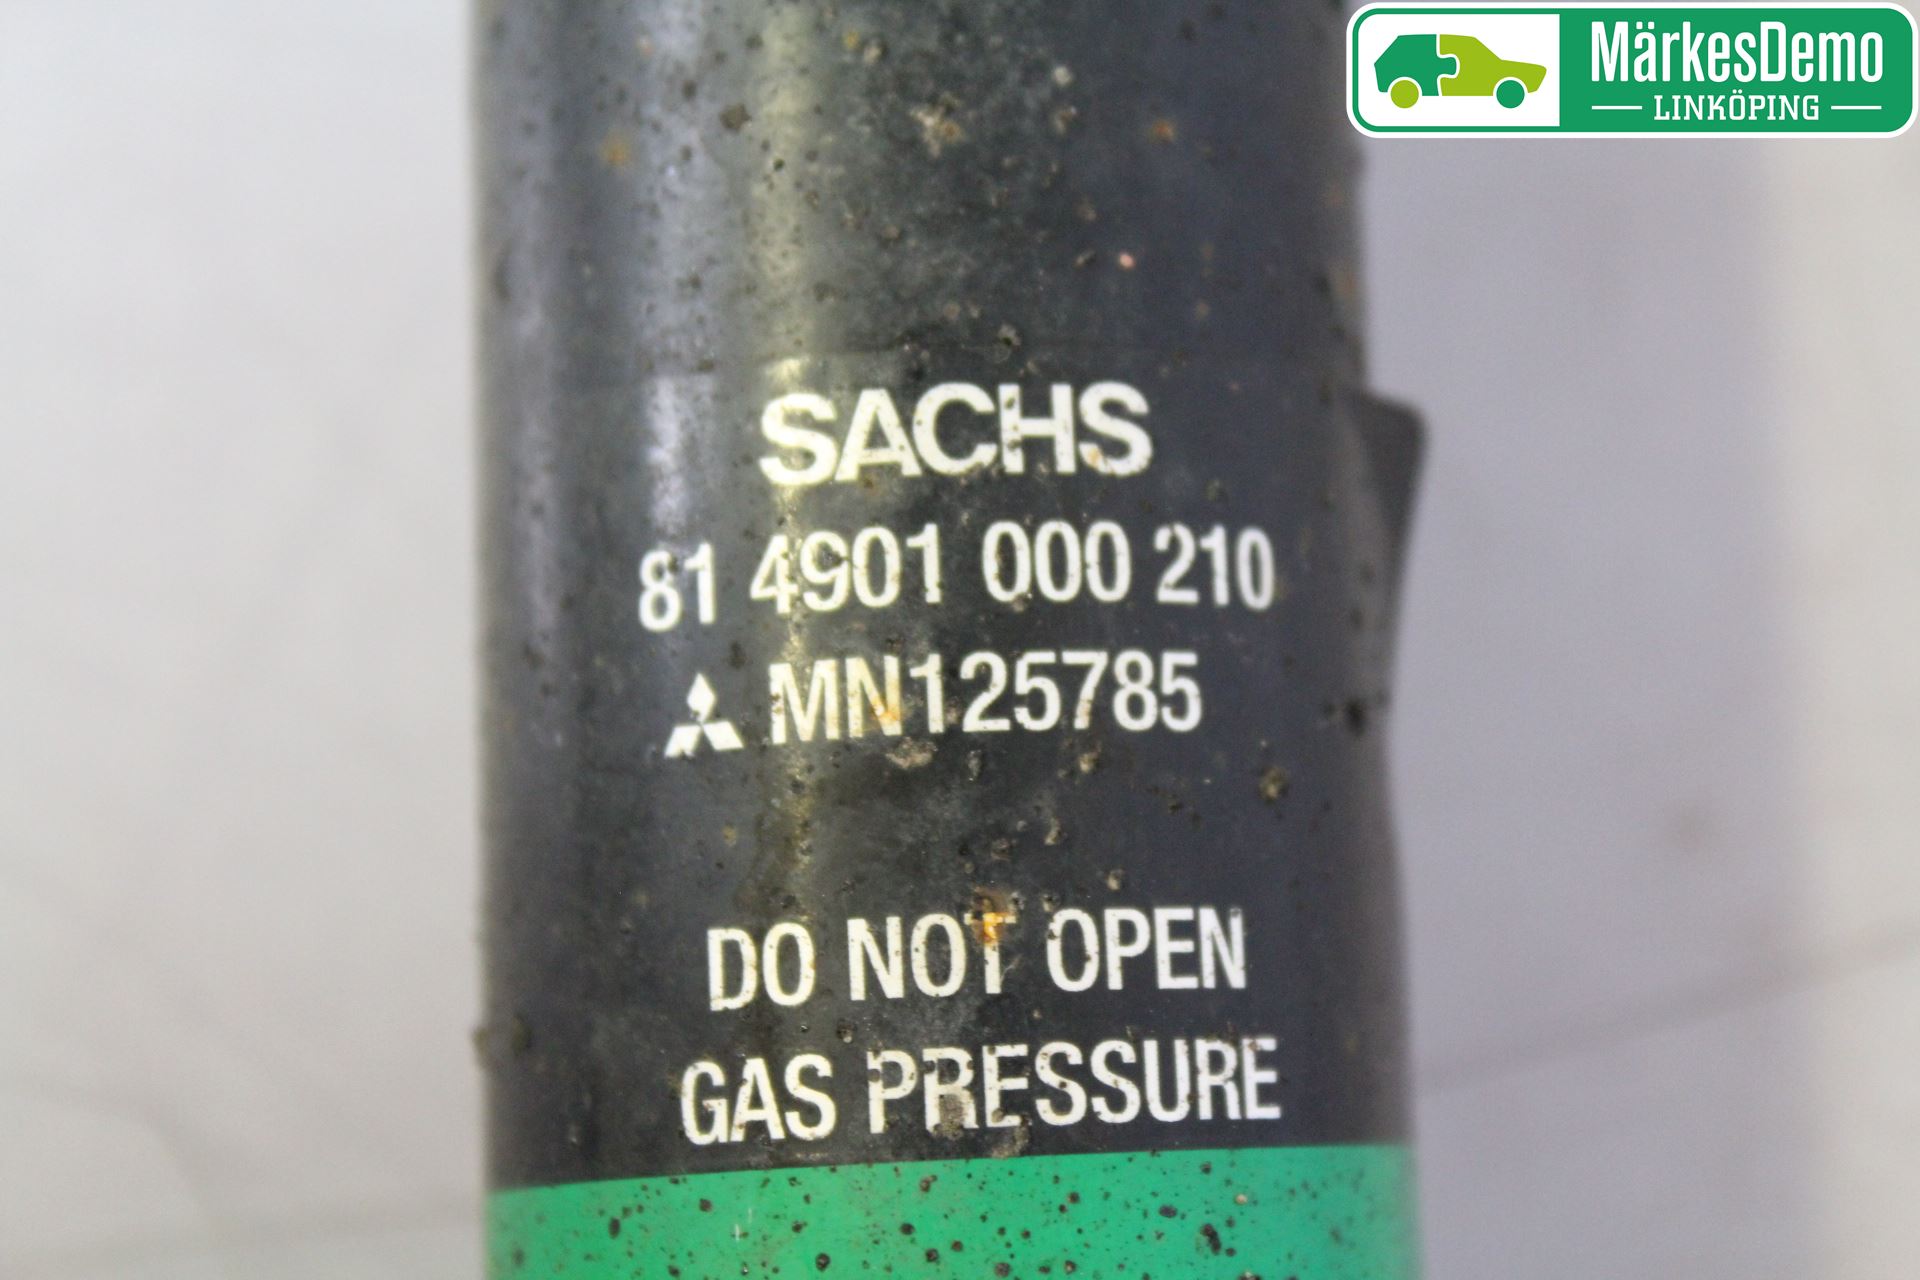 MärkesDemo
LINKÖPING
SACHS
81 4901 000 210
MN125785
DO NOT OPEN
GAS PRESSURE